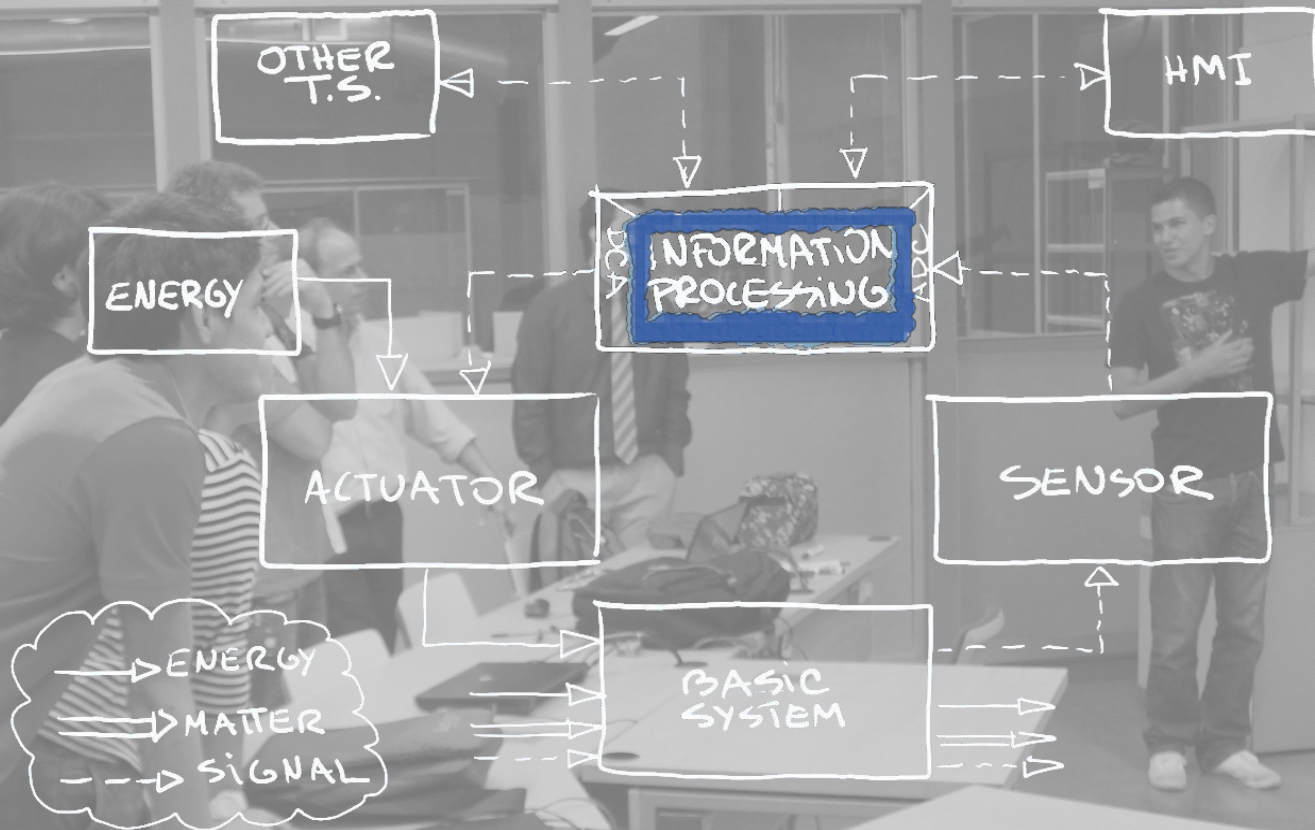 OTHER
T.S.
HMI
DCA
INFORMATION
PROCESSING
ADC
ENERGY
ACTUATOR
SENSOR
BASIC
SYSTEM
ENERGY
MATTER
SIGNAL